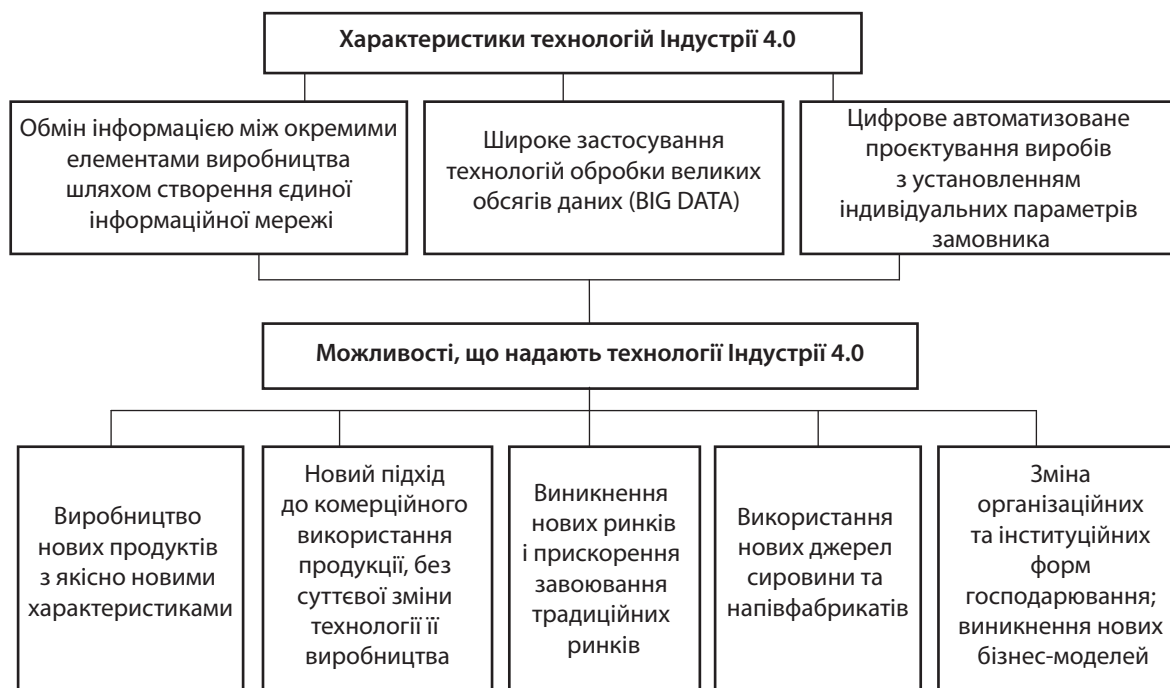 Характеристики технологій Індустрії 4.0
Обмін інформацією між окремими
елементами виробництва
шляхом створення єдиної
інформаційної мережі
Широке застосування
технологій обробки великих
обсягів даних (BIG DATA)
Цифрове автоматизоване
проєктування виробів
з установленням
індивідуальних параметрів
замовника
Можливості, що надають технології Індустрії 4.0
Виробництво
нових продуктів
з якісно новими
характеристиками
Новий підхід
до комерційного
використання
продукції, без
суттєвої зміни
технології її
виробництва
Виникнення
нових ринків
і прискорення
завоювання
традиційних
ринків
Використання
нових джерел
сировини та
напівфабрикатів
Зміна
організаційних
та інституційних
форм
господарювання;
виникнення нових
бізнес-моделей